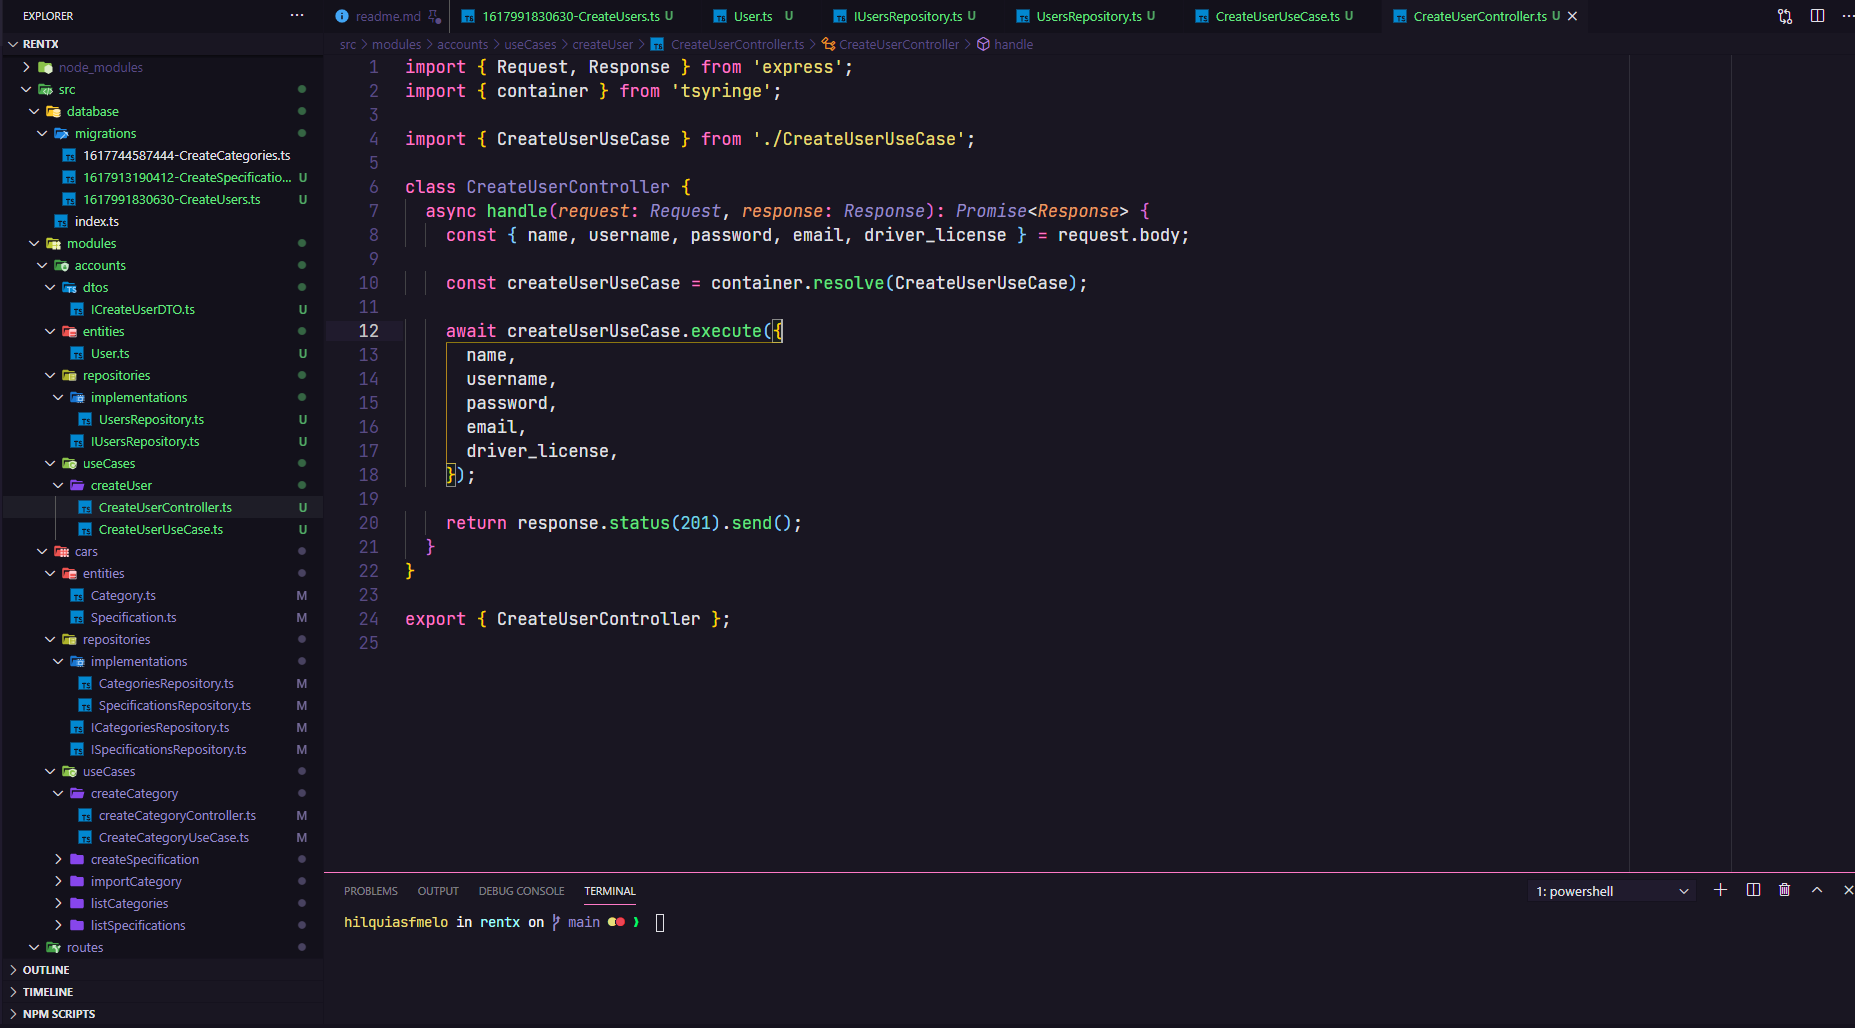 EXPLORER
RENTX
node_modules
src
database
migrations
1617744587444-CreateCategories.ts
1617913190412-CreateSpecificatio... U
1617991830630-CreateUsers.ts U
index.ts
modules
accounts
dtos
ICreateUserDTO.ts U
entities
User.ts U
repositories
implementations
UsersRepository.ts U
IUsersRepository.ts U
useCases
createUser
CreateUserController.ts U
CreateUserUseCase.ts U
cars
entities
Category.ts M
Specification.ts M
repositories
implementations
CategoriesRepository.ts M
SpecificationsRepository.ts M
ICategoriesRepository.ts M
ISpecificationsRepository.ts M
useCases
createCategory
createCategoryController.ts M
CreateCategoryUseCase.ts M
createSpecification
importCategory
listCategories
listSpecifications
routes
OUTLINE
TIMELINE
NPM SCRIPTS
readme.md 1617991830630-CreateUsers.ts U User.ts U IUsersRepository.ts U UsersRepository.ts U CreateUserUseCase.ts U CreateUserController.ts U
src > modules > accounts > useCases > createUser > CreateUserController.ts > CreateUserController > handle
1 import { Request, Response } from 'express';
2 import { container } from 'tsyringe';
3
4 import { CreateUserUseCase } from './CreateUserUseCase';
5
6 class CreateUserController {
7 async handle(request: Request, response: Response): Promise<Response> {
8 const { name, username, password, email, driver_license } = request.body;
9
10 const createUserUseCase = container.resolve(CreateUserUseCase);
11
12 await createUserUseCase.execute({
13 name,
14 username,
15 password,
16 email,
17 driver_license,
18 });
19
20 return response.status(201).send();
21 }
22 }
23
24 export { CreateUserController };
25
PROBLEMS OUTPUT DEBUG CONSOLE TERMINAL 1: powershell
hilquiasfmelo in rentx on main